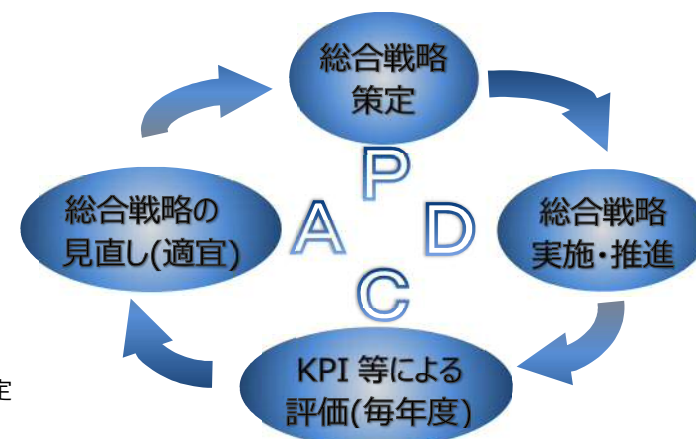 総合戦略
策定
P
総合戦略の
見直し(適宜)
A
D
総合戦略
実施・推進
C
KPI 等による
評価(毎年度)
定